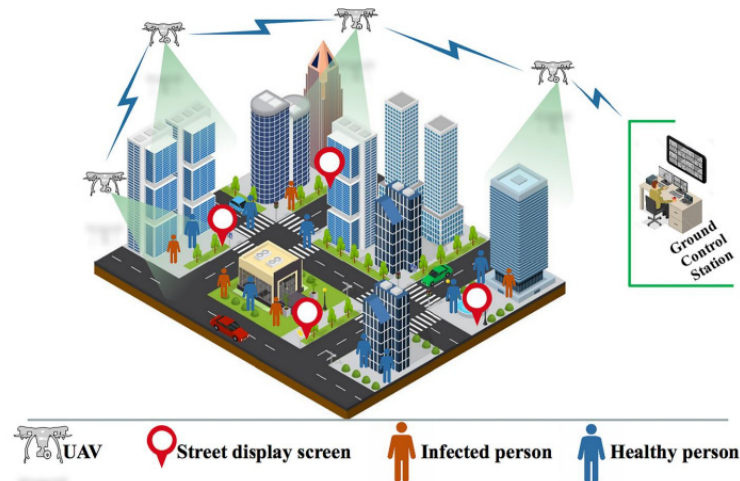 Ground
Control
Station
UAV
Street display screen
Infected person
Healthy person